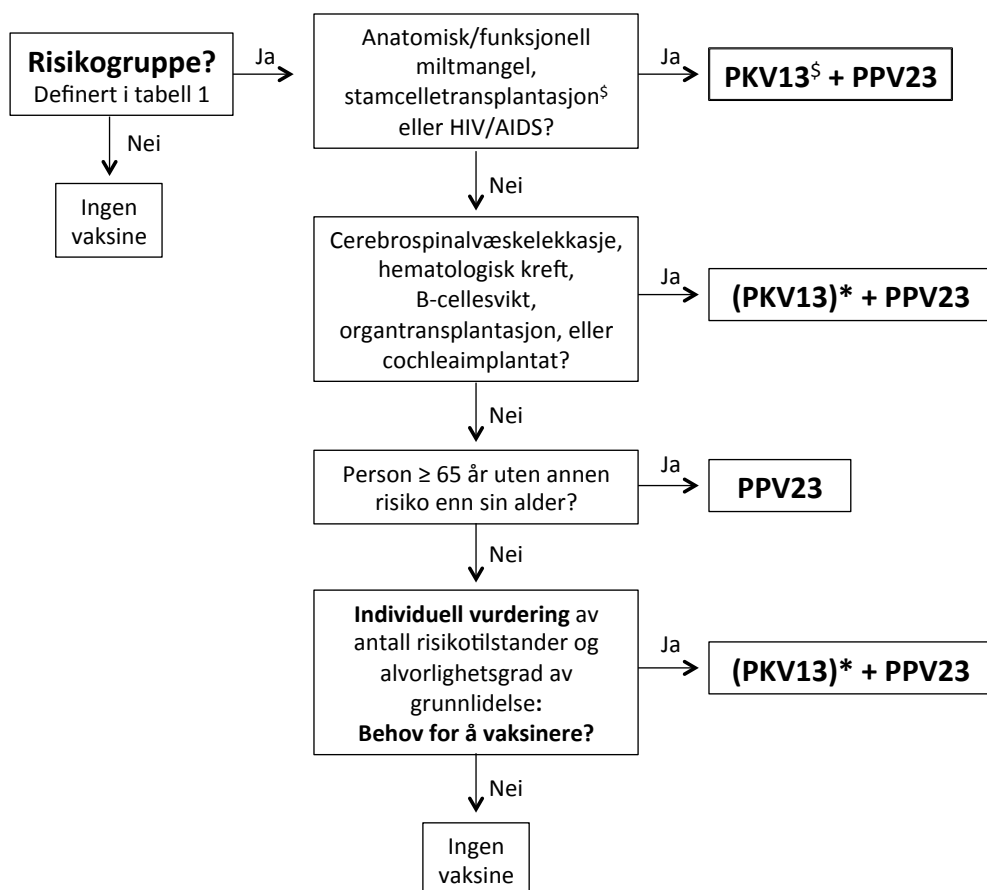 Risikogruppe?
Definert i tabell 1
Ja
Anatomisk/funksjonell
miltmangel,
stamcelletransplantasjon$
eller HIV/AIDS?
Ja
PKV13$ + PPV23
Nei
Ingen
vaksine
Nei
Cerebrospinalvæskelekkasje,
hematologisk kreft,
B-cellesvikt,
organtransplantasjon, eller
cochleaimplantat?
Ja
(PKV13)* + PPV23
Nei
Person ≥ 65 år uten annen
risiko enn sin alder?
Ja
PPV23
Nei
Individuell vurdering av
antall risikotilstander og
alvorlighetsgrad av
grunnlidelse:
Behov for å vaksinere?
Ja
(PKV13)* + PPV23
Nei
Ingen
vaksine